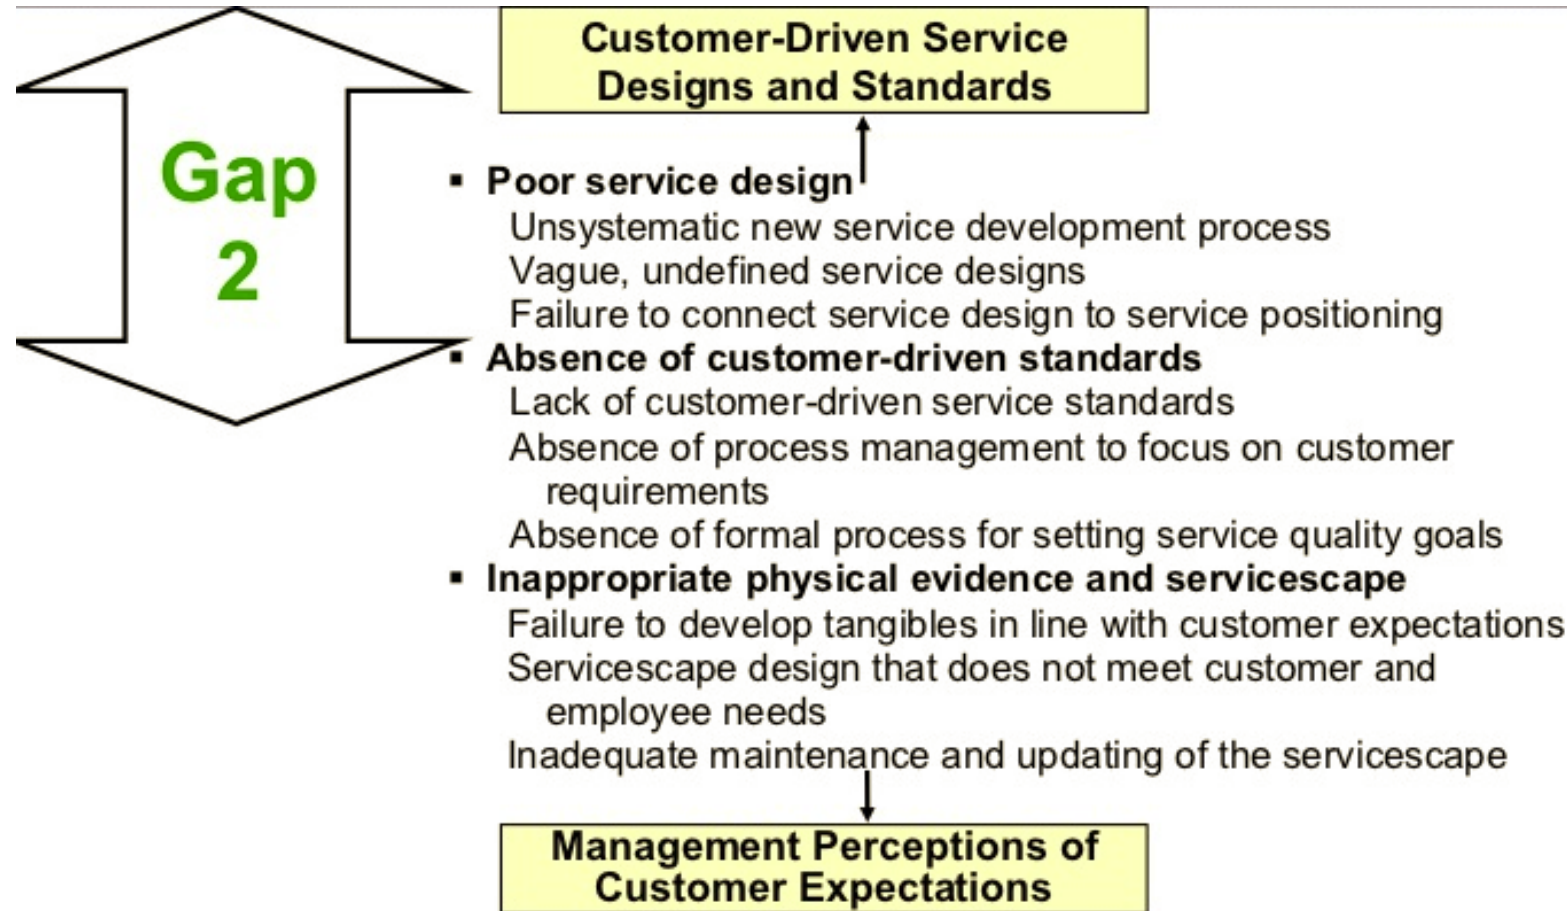 Customer-Driven Service
Designs and Standards
Gap
2
▪ Poor service design
Unsystematic new service development process
Vague, undefined service designs
Failure to connect service design to service positioning
▪ Absence of customer-driven standards
Lack of customer-driven service standards
Absence of process management to focus on customer
requirements
Absence of formal process for setting service quality goals
▪ Inappropriate physical evidence and servicescape
Failure to develop tangibles in line with customer expectations
Servicescape design that does not meet customer and
employee needs
Inadequate maintenance and updating of the servicescape
Management Perceptions of
Customer Expectations